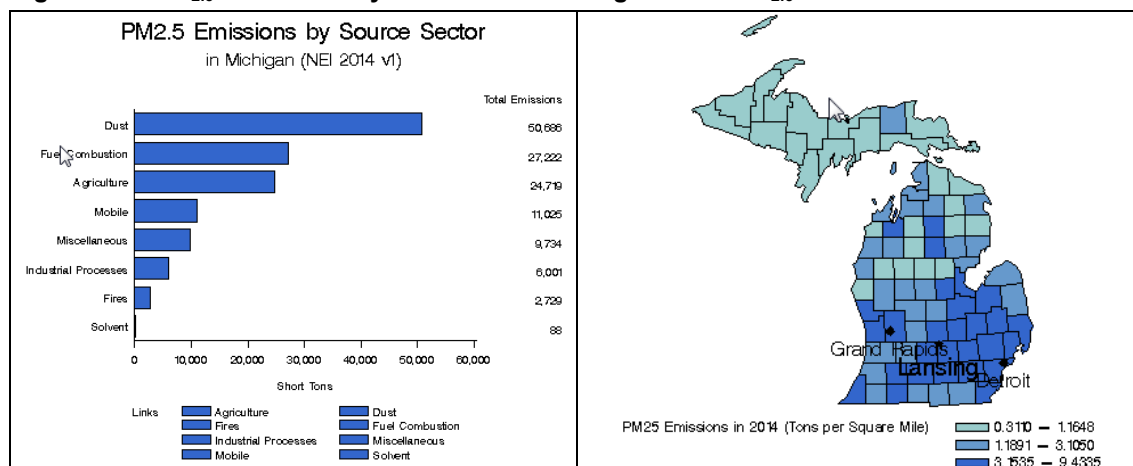 PM2.5 Emissions by Source Sector
in Michigan (NEI 2014 v1)
Total Emissions
Dust 50,686
Fuel Combustion 27,222
Agriculture 24,719
Mobile 11,025
Miscellaneous 9,734
Industrial Processes 6,001
Fires 2,729
Solvent 88
0 10,000 20,000 30,000 40,000 50,000 60,000
Short Tons
Links Agriculture Dust
Fires Fuel Combustion
Industrial Processes Miscellaneous
Mobile Solvent
Grand Rapids
Lansing
Detroit
PM25 Emissions in 2014 (Tons per Square Mile) 0.3110 – 1.1648
1.1891 – 3.1050
3.1535 – 9.4335